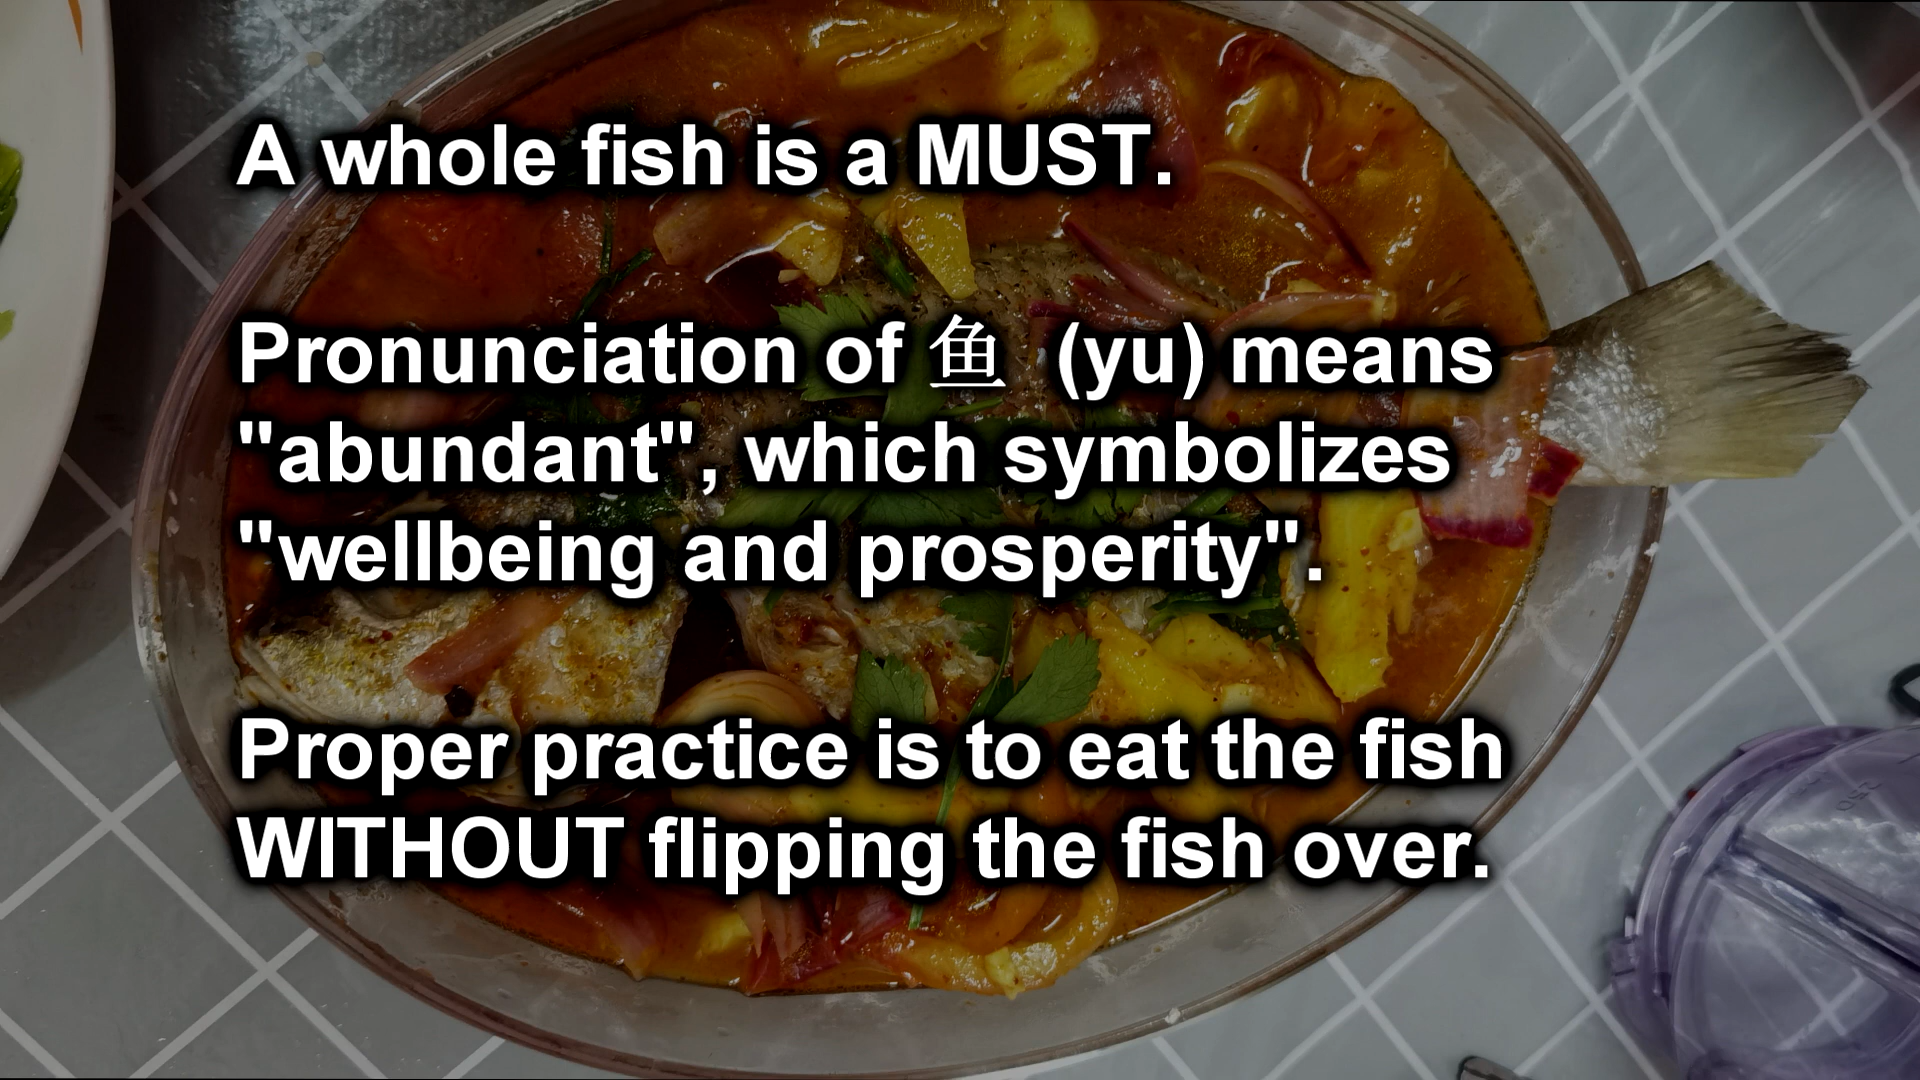 A whole fish is a MUST.
Pronunciation of 鱼 (yu) means
"abundant", which symbolizes
"wellbeing and prosperity".
Proper practice is to eat the fish
WITHOUT flipping the fish over.